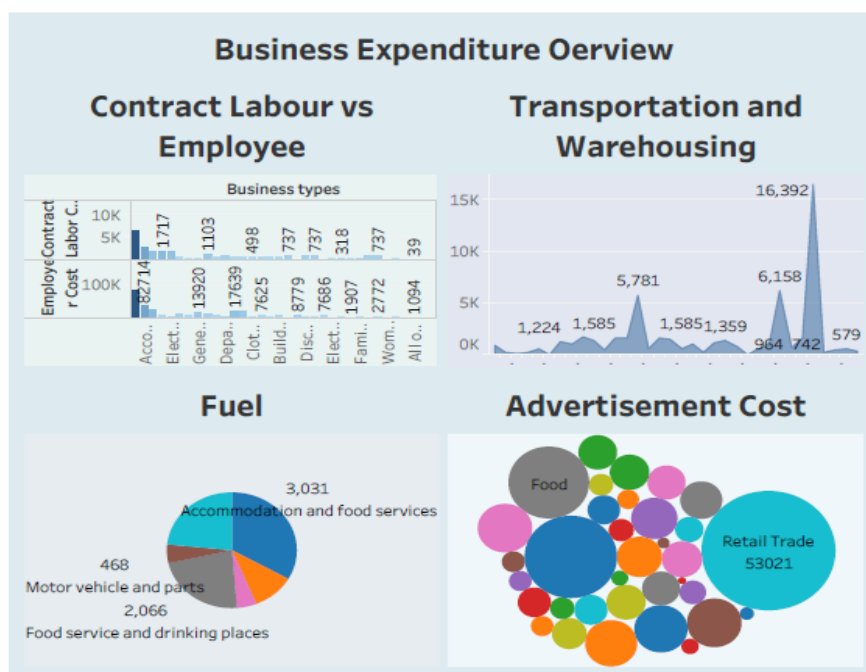 Business Expenditure Oerview
Contract Labour vs
Employee
Business types
Contract
Labor C..
10K
5K
1717
1103
498
737
737
318
737
39
Employe
r Cost
100K
82714
13920
17639
7625
8779
7686
1907
2772
1094
Acco..
Elect..
Gene..
Depa..
Clot..
Build..
Disc..
Elect..
Fami..
Wom..
All o..
Transportation and
Warehousing
15K
10K
5K
0K
1,224
1,585
5,781
1,585
1,359
964
6,158
742
16,392
579
Fuel
3,031
Accommodation and food services
468
Motor vehicle and parts
2,066
Food service and drinking places
Advertisement Cost
Food
Retail Trade
53021